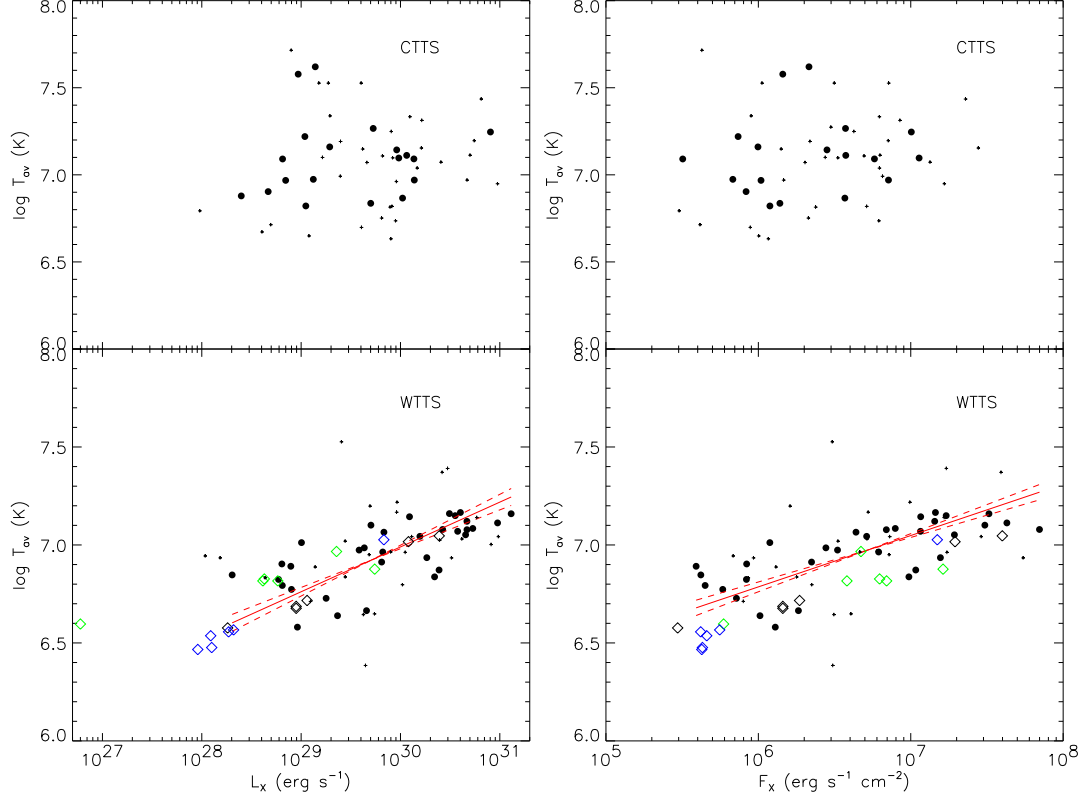 8.0
7.5
7.0
6.5
6.0
log T_av (K)
CTTS
8.0
7.5
7.0
6.5
6.0
log T_av (K)
CTTS
8.0
7.5
7.0
6.5
6.0
log T_av (K)
WTTS
10^27 10^28 10^29 10^30 10^31
L_x (erg s^-1)
8.0
7.5
7.0
6.5
6.0
log T_av (K)
WTTS
10^5 10^6 10^7 10^8
F_x (erg s^-1 cm^-2)